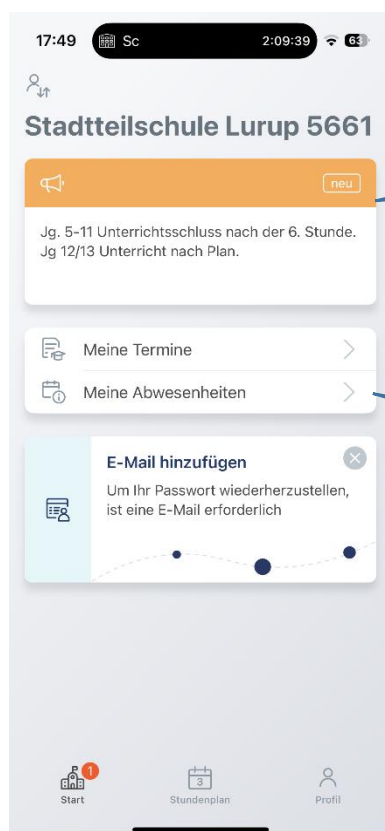 17:49 Sc 2:09:39 63
Stadtteilschule Lurup 5661
neu
Jg. 5-11 Unterrichtsschluss nach der 6. Stunde.
Jg 12/13 Unterricht nach Plan.
Meine Termine
Meine Abwesenheiten
E-Mail hinzufügen
Um Ihr Passwort wiederherzustellen,
ist eine E-Mail erforderlich
1
3
Start Stundenplan Profil